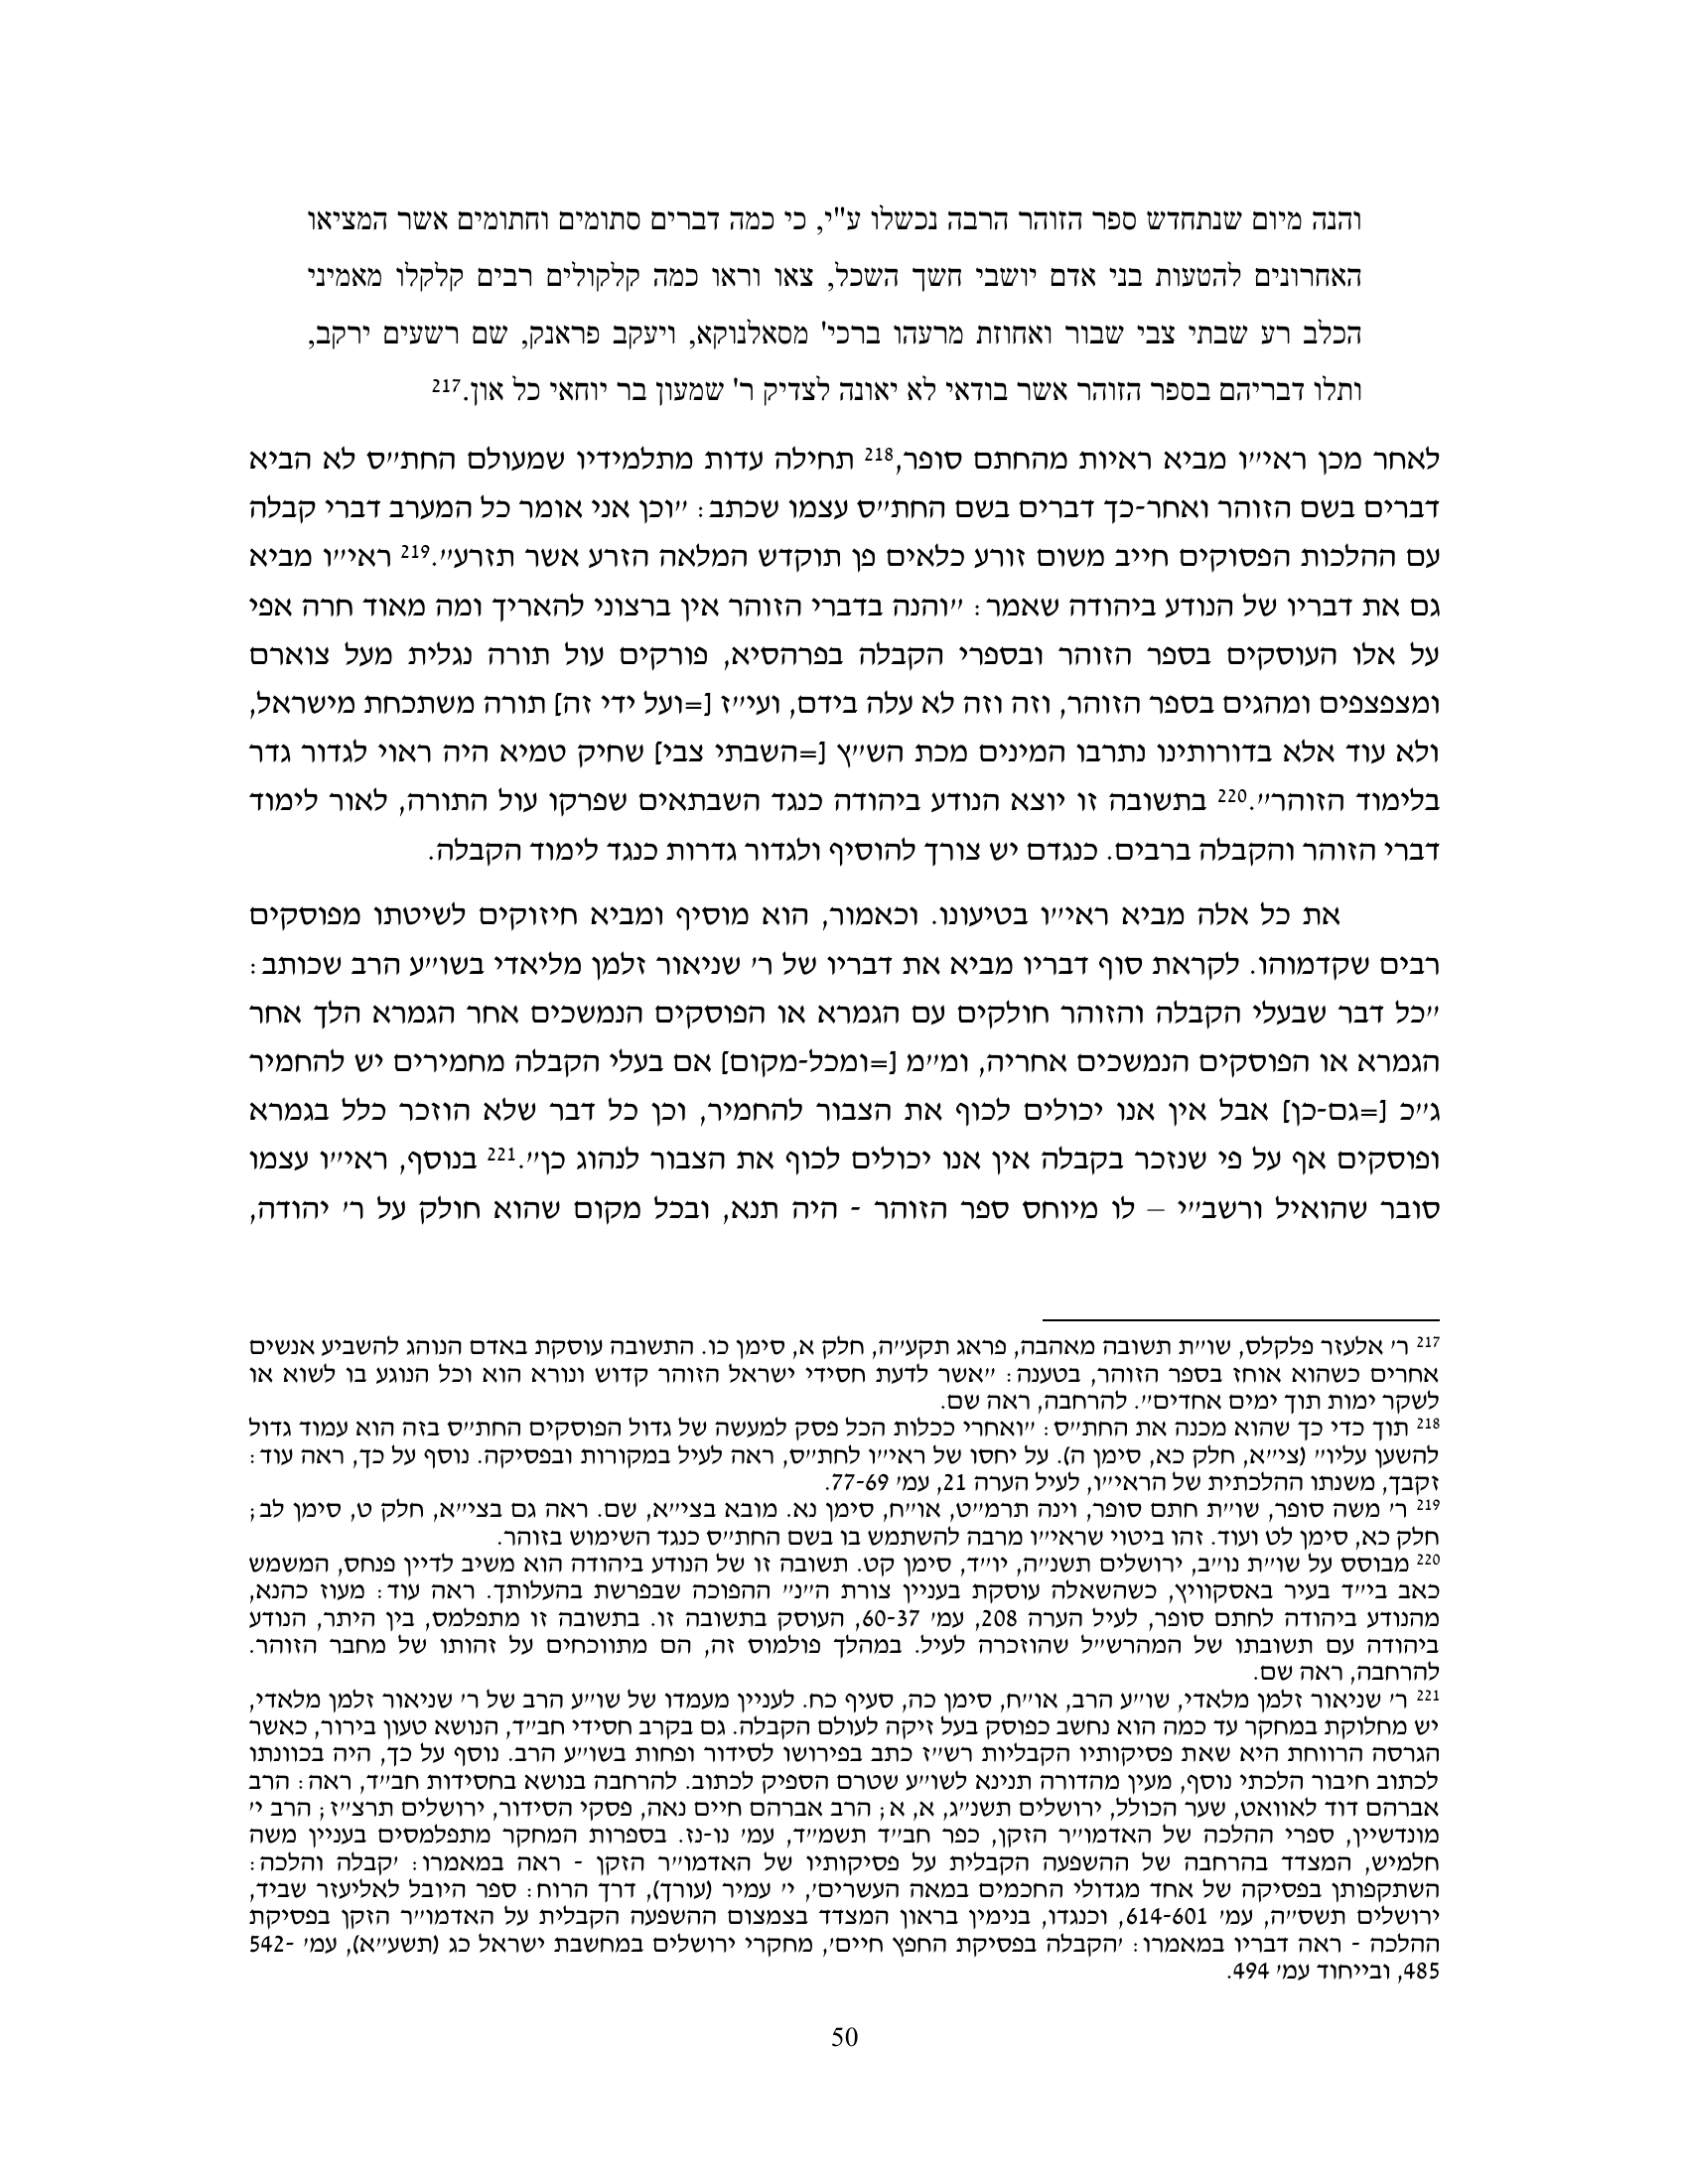 והנה מיום שנתחדש ספר הזוהר הרבה נכשלו ע"י, כי כמה דברים סתומים וחתומים אשר המציאו
האחרונים להטעות בני אדם יושבי חשך השכל, צאו וראו כמה קלקולים רבים קלקלו מאמיני
הכלב רע שבתי צבי שבור ואחוזת מרעהו ברכי' מסאלנוקא, ויעקב פראנק, שם רשעים ירקב,
ותלו דבריהם בספר הזוהר אשר בודאי לא יאונה לצדיק ר' שמעון בר יוחאי כל און.217
לאחר מכן ראי״ו מביא ראיות מהחתם סופר,218 תחילה עדות מתלמידיו שמעולם החת״ס לא הביא
דברים בשם הזוהר ואחר-כך דברים בשם החת״ס עצמו שכתב: ״וכן אני אומר כל המערב דברי קבלה
עם ההלכות הפסוקים חייב משום זורע כלאים פן תוקדש המלאה הזרע אשר תזרע״.219 ראי״ו מביא
גם את דבריו של הנודע ביהודה שאמר: ״והנה בדברי הזוהר אין ברצוני להאריך ומה מאוד חרה אפי
על אלו העוסקים בספר הזוהר ובספרי הקבלה בפרהסיא, פורקים עול תורה נגלית מעל צוארם
ומצפצפים ומהגים בספר הזוהר, וזה וזה לא עלה בידם, ועי״ז [=ועל ידי זה] תורה משתכחת מישראל,
ולא עוד אלא בדורותינו נתרבו המינים מכת הש״ץ [=השבתי צבי] שחיק טמיא היה ראוי לגדור גדר
בלימוד הזוהר״.220 בתשובה זו יוצא הנודע ביהודה כנגד השבתאים שפרקו עול התורה, לאור לימוד
דברי הזוהר והקבלה ברבים. כנגדם יש צורך להוסיף ולגדור גדרות כנגד לימוד הקבלה.
את כל אלה מביא ראי״ו בטיעונו. וכאמור, הוא מוסיף ומביא חיזוקים לשיטתו מפוסקים
רבים שקדמוהו. לקראת סוף דבריו מביא את דבריו של ר׳ שניאור זלמן מליאדי בשו״ע הרב שכותב:
״כל דבר שבעלי הקבלה והזוהר חולקים עם הגמרא או הפוסקים הנמשכים אחר הגמרא הלך אחר
הגמרא או הפוסקים הנמשכים אחריה, ומ״מ [=ומכל-מקום] אם בעלי הקבלה מחמירים יש להחמיר
ג״כ [=גם-כן] אבל אין אנו יכולים לכוף את הצבור להחמיר, וכן כל דבר שלא הוזכר כלל בגמרא
ופוסקים אף על פי שנזכר בקבלה אין אנו יכולים לכוף את הצבור לנהוג כן״.221 בנוסף, ראי״ו עצמו
סובר שהואיל ורשב״י – לו מיוחס ספר הזוהר - היה תנא, ובכל מקום שהוא חולק על ר׳ יהודה,
217 ר׳ אלעזר פלקלס, שו״ת תשובה מאהבה, פראג תקע״ה, חלק א, סימן כו. התשובה עוסקת באדם הנוהג להשביע אנשים
אחרים כשהוא אוחז בספר הזוהר, בטענה: ״אשר לדעת חסידי ישראל הזוהר קדוש ונורא הוא וכל הנוגע בו לשוא או
לשקר ימות תוך ימים אחדים״. להרחבה, ראה שם.
218 תוך כדי כך שהוא מכנה את החת״ס: ״ואחרי ככלות הכל פסק למעשה של גדול הפוסקים החת״ס בזה הוא עמוד גדול
להשען עליו״ (צי״א, חלק כא, סימן ה). על יחסו של ראי״ו לחת״ס, ראה לעיל במקורות ובפסיקה. נוסף על כך, ראה עוד:
זקבך, משנתו ההלכתית של הראי״ו, לעיל הערה 21, עמ׳ 77-69.
219 ר׳ משה סופר, שו״ת חתם סופר, וינה תרמ״ט, או״ח, סימן נא. מובא בצי״א, שם. ראה גם בצי״א, חלק ט, סימן לב;
חלק כא, סימן לט ועוד. זהו ביטוי שראי״ו מרבה להשתמש בו בשם החת״ס כנגד השימוש בזוהר.
220 מבוסס על שו״ת נו״ב, ירושלים תשנ״ה, יו״ד, סימן קט. תשובה זו של הנודע ביהודה הוא משיב לדיין פנחס, המשמש
כאב בי״ד בעיר באסקוויץ, כשהשאלה עוסקת בעניין צורת ה״נ״ ההפוכה שבפרשת בהעלותך. ראה עוד: מעוז כהנא,
מהנודע ביהודה לחתם סופר, לעיל הערה 208, עמ׳ 60-37, העוסק בתשובה זו. בתשובה זו מתפלמס, בין היתר, הנודע
ביהודה עם תשובתו של המהרש״ל שהוזכרה לעיל. במהלך פולמוס זה, הם מתווכחים על זהותו של מחבר הזוהר.
להרחבה, ראה שם.
221 ר׳ שניאור זלמן מלאדי, שו״ע הרב, או״ח, סימן כה, סעיף כח. לעניין מעמדו של שו״ע הרב של ר׳ שניאור זלמן מלאדי,
יש מחלוקת במחקר עד כמה הוא נחשב כפוסק בעל זיקה לעולם הקבלה. גם בקרב חסידי חב״ד, הנושא טעון בירור, כאשר
הגרסה הרווחת היא שאת פסיקותיו הקבליות רש״ז כתב בפירושו לסידור ופחות בשו״ע הרב. נוסף על כך, היה בכוונתו
לכתוב חיבור הלכתי נוסף, מעין מהדורה תנינא לשו״ע שטרם הספיק לכתוב. להרחבה בנושא בחסידות חב״ד, ראה: הרב
אברהם דוד לאוואט, שער הכולל, ירושלים תשנ״ג, א, א; הרב אברהם חיים נאה, פסקי הסידור, ירושלים תרצ״ז; הרב י׳
מונדשיין, ספרי ההלכה של האדמו״ר הזקן, כפר חב״ד תשמ״ד, עמ׳ נו-נז. בספרות המחקר מתפלמסים בעניין משה
חלמיש, המצדד בהרחבה של ההשפעה הקבלית על פסיקותיו של האדמו״ר הזקן - ראה במאמרו: ׳קבלה והלכה:
השתקפותן בפסיקה של אחד מגדולי החכמים במאה העשרים׳, י׳ עמיר (עורך), דרך הרוח: ספר היובל לאליעזר שביד,
ירושלים תשס״ה, עמ׳ 614-601, וכנגדו, בנימין בראון המצדד בצמצום ההשפעה הקבלית על האדמו״ר הזקן בפסיקת
ההלכה - ראה דבריו במאמרו: ׳הקבלה בפסיקת החפץ חיים׳, מחקרי ירושלים במחשבת ישראל כג (תשע״א), עמ׳ 542-
485, ובייחוד עמ׳ 494.
50